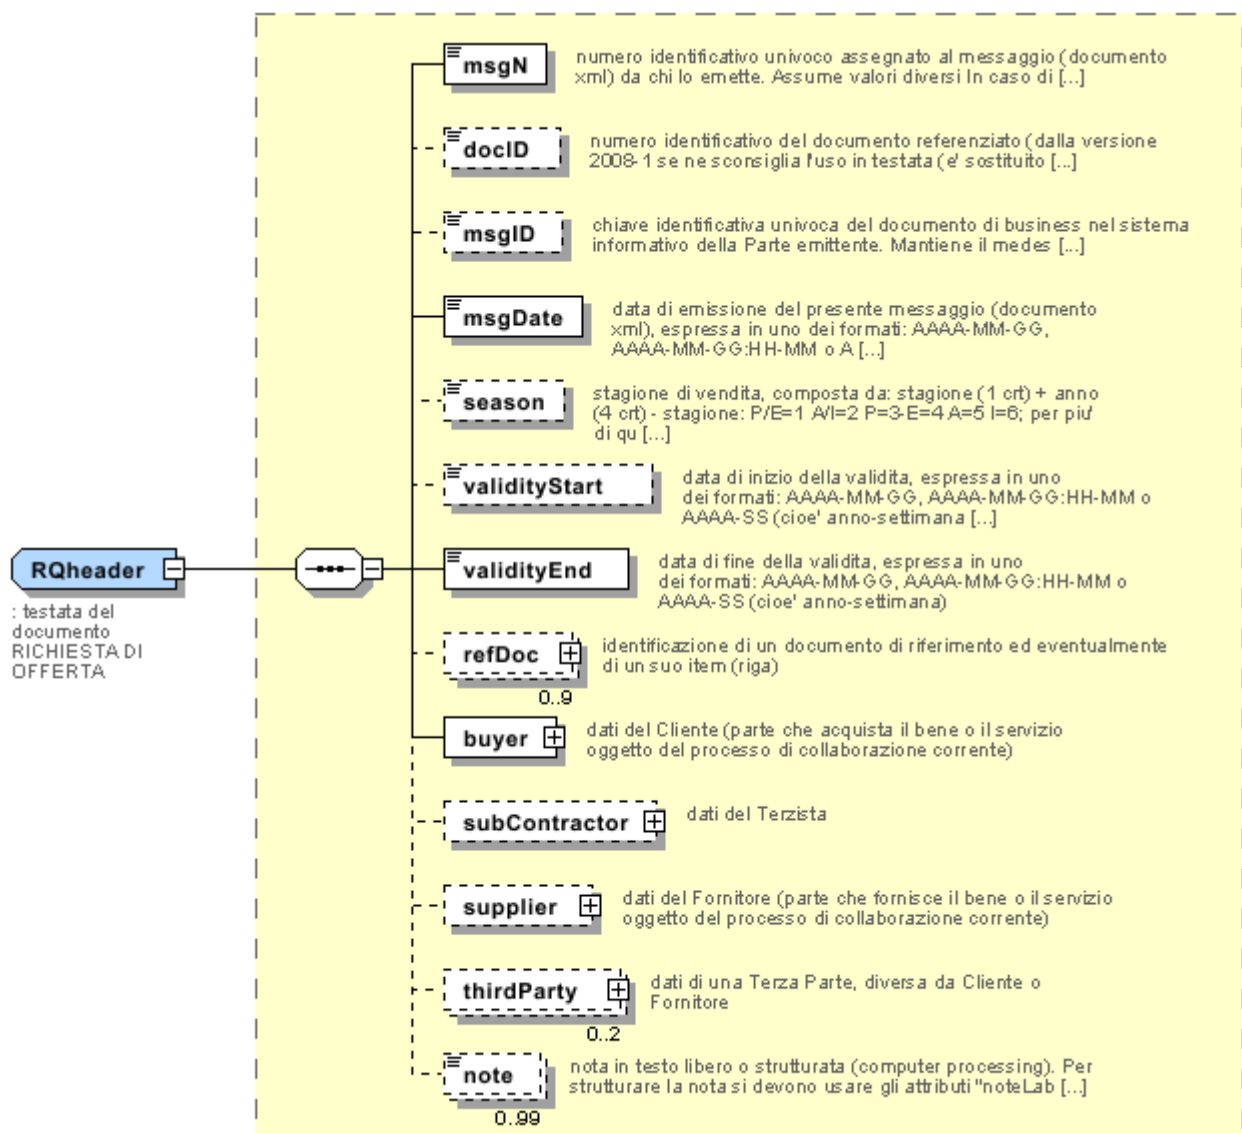 msgN
numero identificativo univoco assegnato al messaggio (documento
xml) da chi lo emette. Assume valori diversi In caso di [...]
docID
numero identificativo del documento referenziato (dalla versione
2008-1 se ne sconsiglia l'uso in testata (e' sostituito [...]
msgID
chiave identificativa univoca del documento di business nel sistema
informativo della Parte emittente. Mantiene il medes [...]
msgDate
data di emissione del presente messaggio (documento
xml), espressa in uno dei formati: AAAA-MM-GG,
AAAA-MM-GG:HH-MM o A [...]
season
stagione di vendita, composta da: stagione (1 crt) + anno
(4 crt) - stagione: P/E=1 A/I=2 P=3-E=4 A=5 I=6; per piu'
di qu [...]
validityStart
data di inizio della validita, espressa in uno
dei formati: AAAA-MM-GG, AAAA-MM-GG:HH-MM o
AAAA-SS (cioe' anno-settimana [...]
RQheader
: testata del
documento
RICHIESTA DI
OFFERTA
validityEnd
data di fine della validita, espressa in uno
dei formati: AAAA-MM-GG, AAAA-MM-GG:HH-MM o
AAAA-SS (cioe' anno-settimana)
refDoc
0..9
identificazione di un documento di riferimento ed eventualmente
di un suo item (riga)
buyer
dati del Cliente (parte che acquista il bene o il servizio
oggetto del processo di collaborazione corrente)
subContractor
dati del Terzista
supplier
dati del Fornitore (parte che fornisce il bene o il servizio
oggetto del processo di collaborazione corrente)
thirdParty
0..2
dati di una Terza Parte, diversa da Cliente o
Fornitore
note
0..99
nota in testo libero o strutturata (computer processing). Per
strutturare la nota si devono usare gli attributi "noteLab [...]